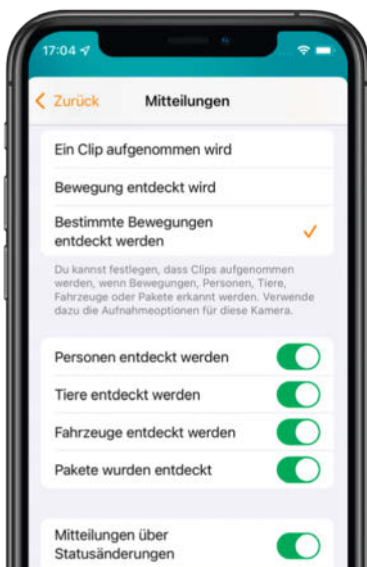 17:04
Zurück
Mitteilungen
Ein Clip aufgenommen wird
Bewegung entdeckt wird
Bestimmte Bewegungen
entdeckt werden
Du kannst festlegen, dass Clips aufgenommen
werden, wenn Bewegungen, Personen, Tiere,
Fahrzeuge oder Pakete erkannt werden. Verwende
dazu die Aufnahmeoptionen für diese Kamera.
Personen entdeckt werden
Tiere entdeckt werden
Fahrzeuge entdeckt werden
Pakete wurden entdeckt
Mitteilungen über
Statusänderungen